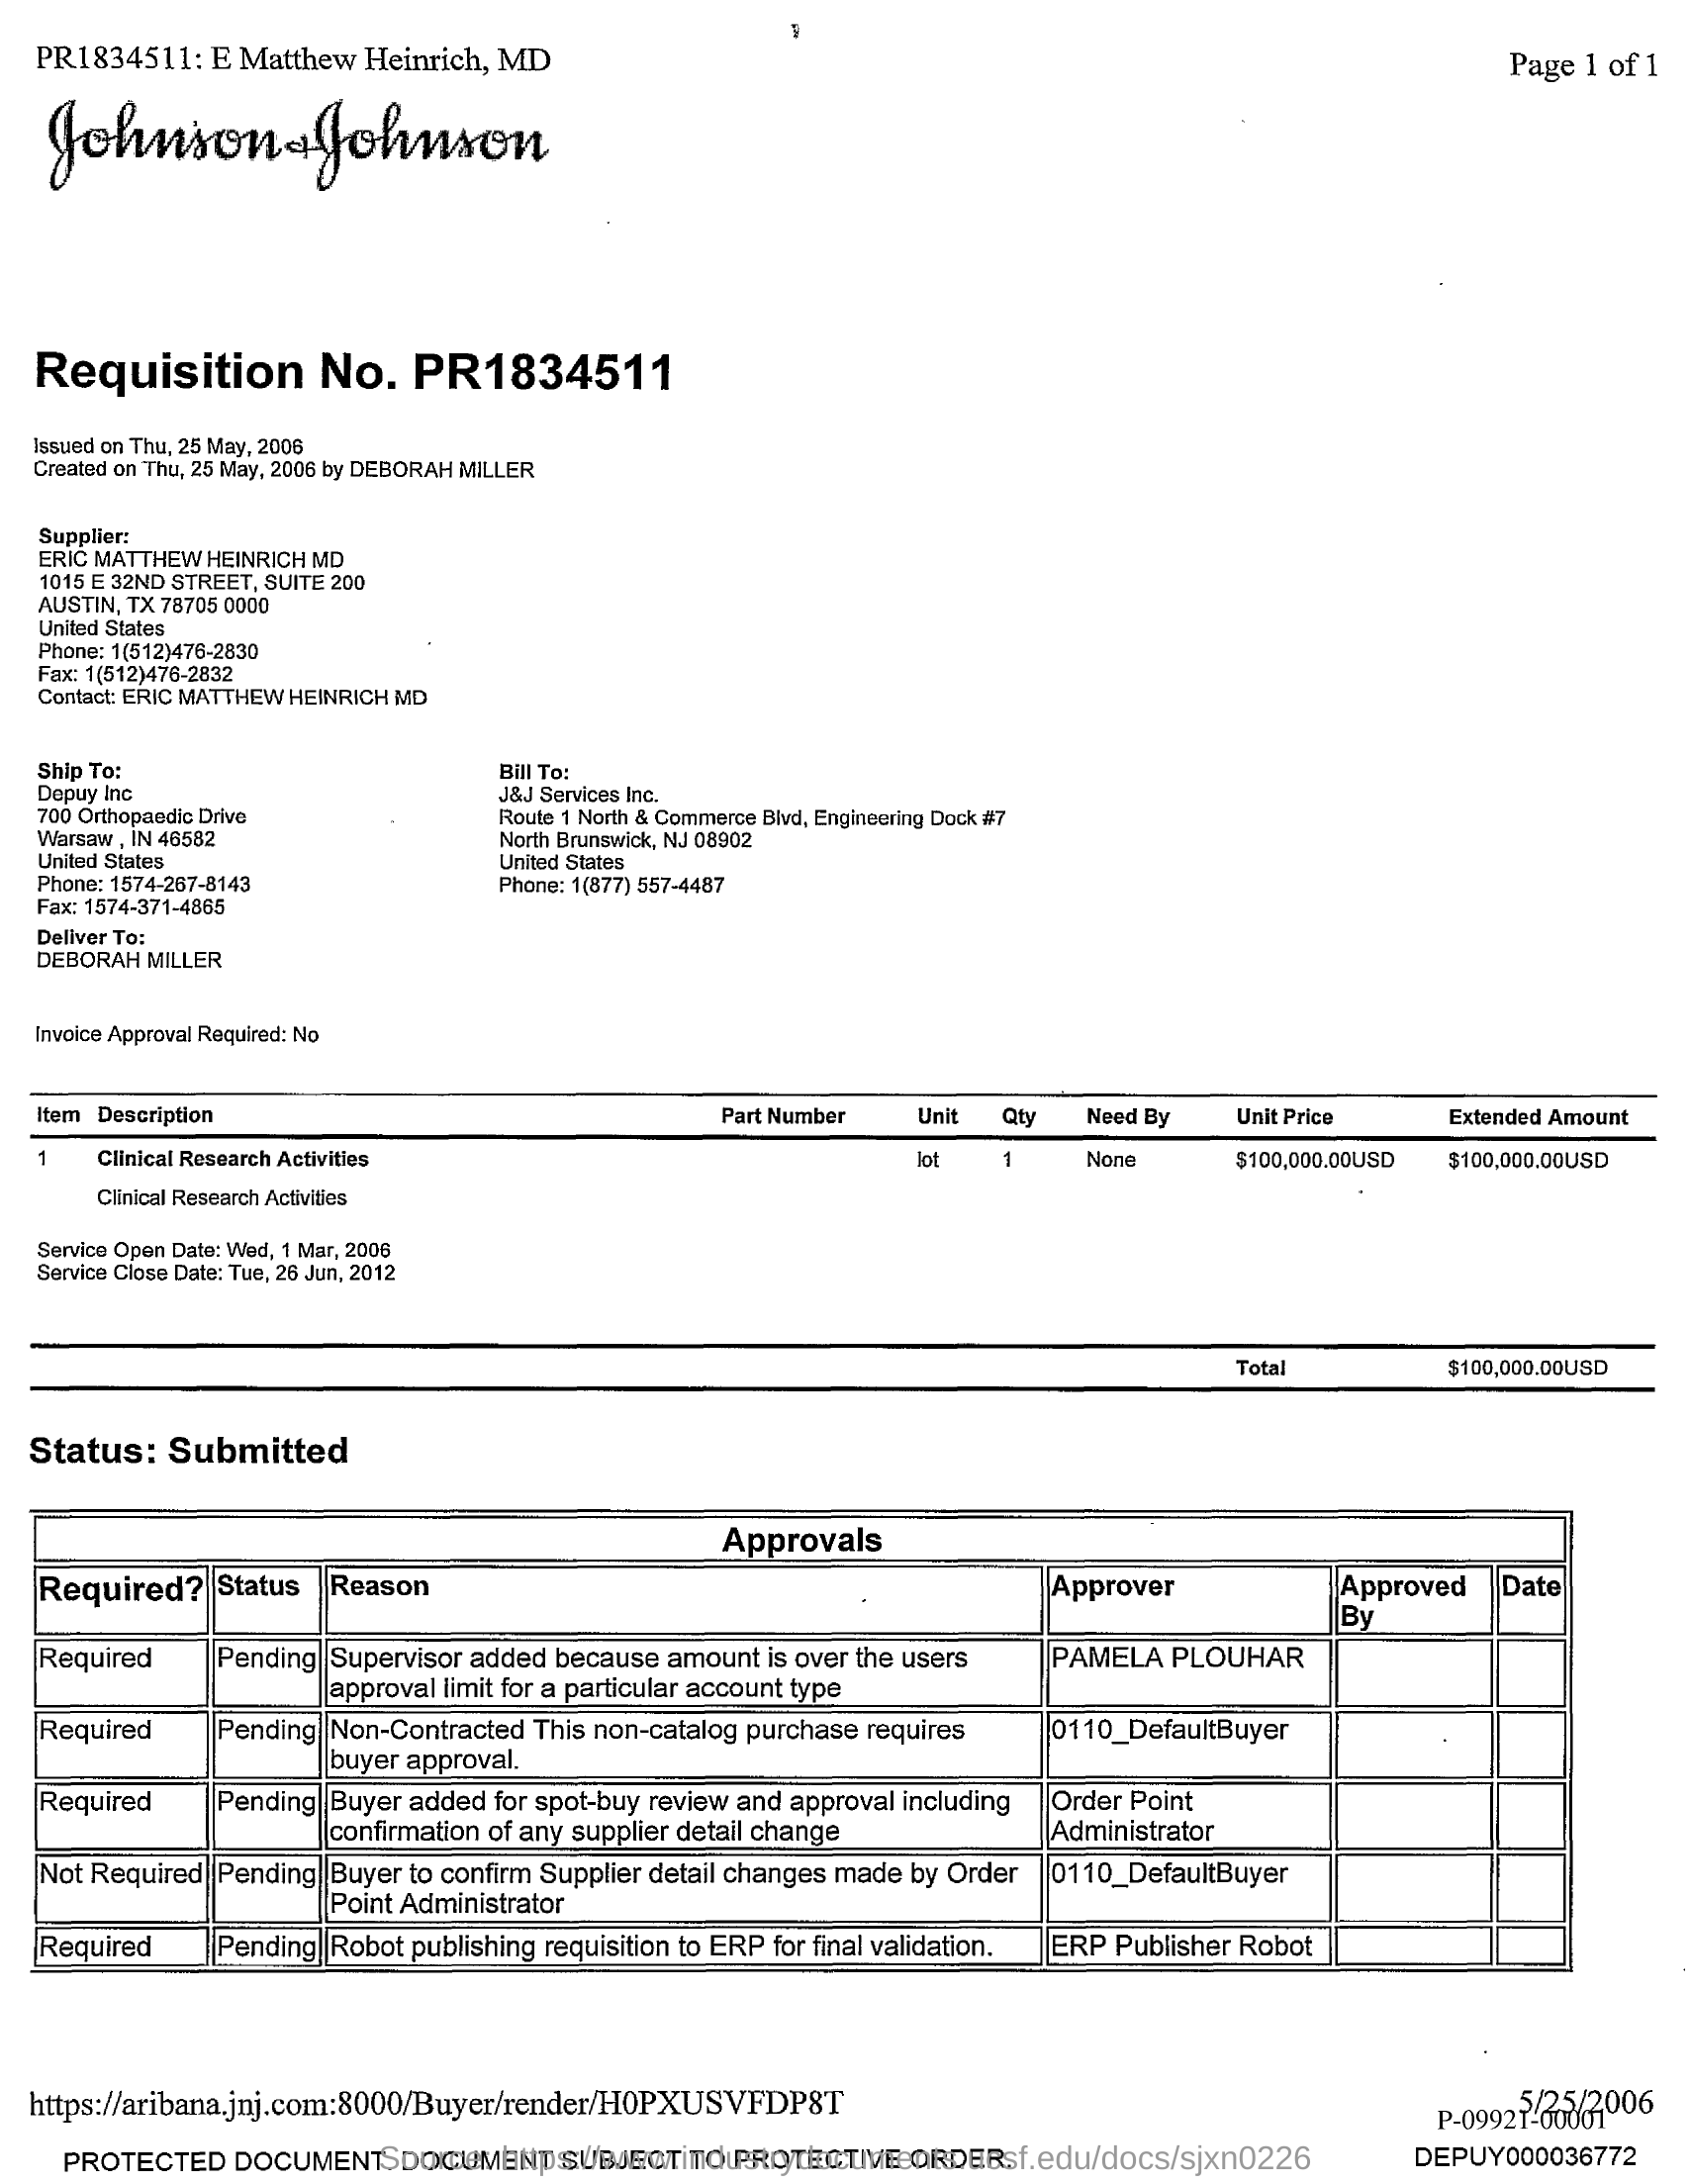 PR1834511: E Matthew Heinrich, MD
Page 1 of 1
Johnson & Johnson
Requisition No. PR1834511
Issued on Thu, 25 May, 2006
Created on Thu, 25 May, 2006 by DEBORAH MILLER
Supplier:
ERIC MATTHEW HEINRICH MD
1015 E 32ND STREET, SUITE 200
AUSTIN, TX 78705 0000
United States
Phone: 1(512)476-2830
Fax: 1(512)476-2832
Contact: ERIC MATTHEW HEINRICH MD
Ship To:
Depuy Inc
700 Orthopaedic Drive
Warsaw , IN 46582
United States
Phone: 1574-267-8143
Fax: 1574-371-4865
Deliver To:
DEBORAH MILLER
Bill To:
J&J Services Inc.
Route 1 North & Commerce Blvd, Engineering Dock #7
North Brunswick, NJ 08902
United States
Phone: 1(877) 557-4487
Invoice Approval Required: No
Item Description Part Number Unit Qty Need By Unit Price Extended Amount
1 Clinical Research Activities lot 1 None $100,000.00USD $100,000.00USD
Clinical Research Activities
Service Open Date: Wed, 1 Mar, 2006
Service Close Date: Tue, 26 Jun, 2012
Total $100,000.00USD
Status: Submitted
Approvals
Required? Status Reason Approver Approved By Date
Required Pending Supervisor added because amount is over the users approval limit for a particular account type PAMELA PLOUHAR
Required Pending Non-Contracted This non-catalog purchase requires buyer approval. 0110_DefaultBuyer
Required Pending Buyer added for spot-buy review and approval including confirmation of any supplier detail change Order Point Administrator
Not Required Pending Buyer to confirm Supplier detail changes made by Order Point Administrator 0110_DefaultBuyer
Required Pending Robot publishing requisition to ERP for final validation. ERP Publisher Robot
https://aribana.jnj.com:8000/Buyer/render/H0PXUSVFDP8T
5/25/2006
P-09921-00001
PROTECTED DOCUMENT. DOCUMENT SUBJECT TO PROTECTIVE ORDER.
DEPUY000036772
Source: https://www.industrydocuments.ucsf.edu/docs/sjxn0226